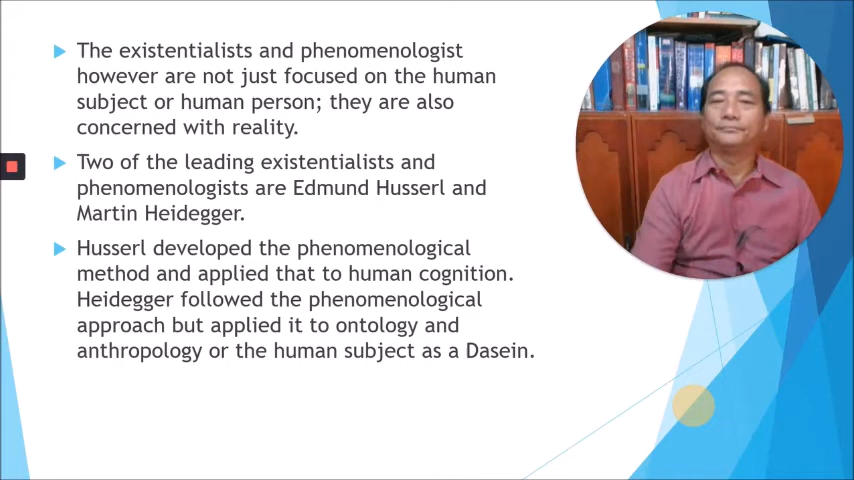 The existentialists and phenomenologist
however are not just focused on the human
subject or human person; they are also
concerned with reality.
Two of the leading existentialists and
phenomenologists are Edmund Husserl and
Martin Heidegger.
Husserl developed the phenomenological
method and applied that to human cognition.
Heidegger followed the phenomenological
approach but applied it to ontology and
anthropology or the human subject as a Dasein.